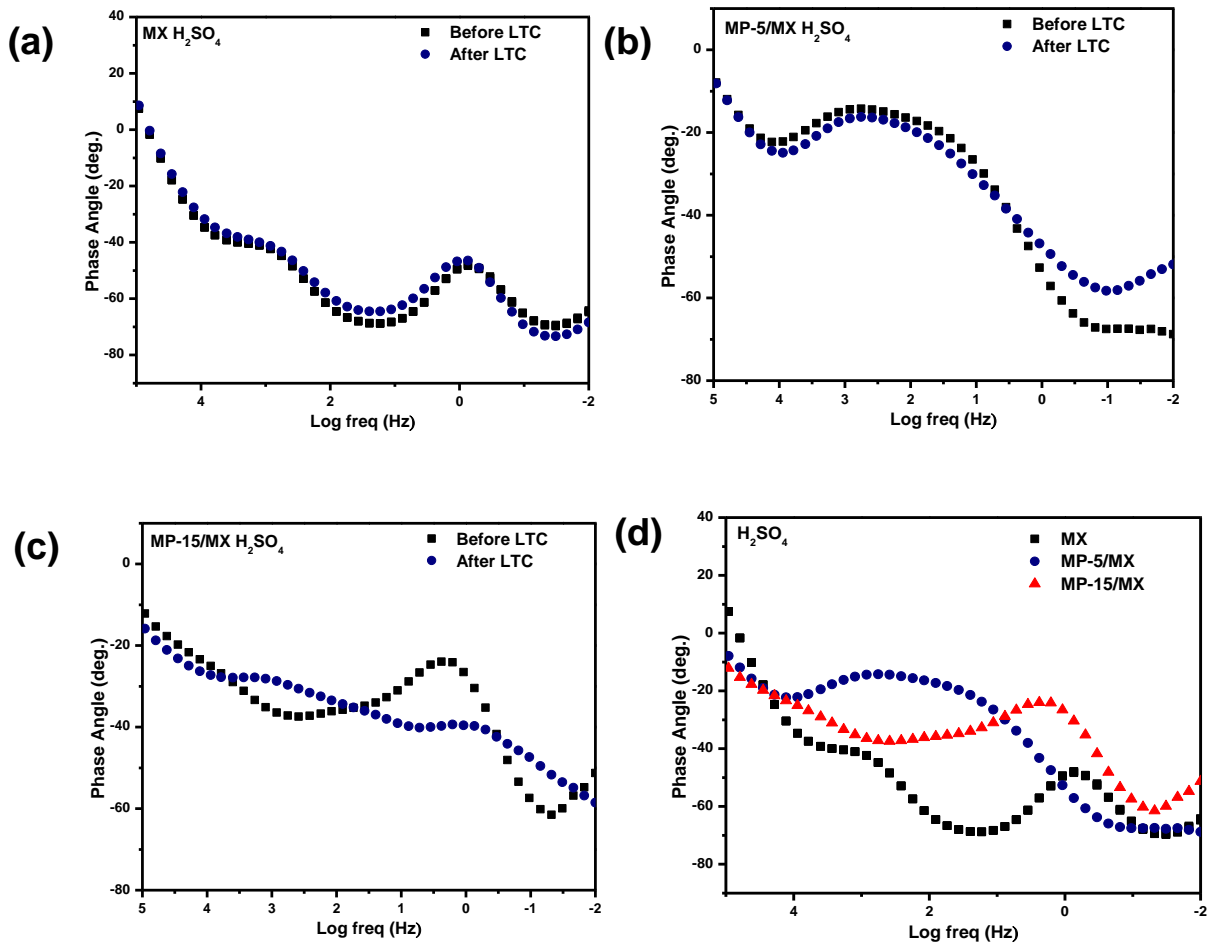 (a)
MX H2SO4
Before LTC
After LTC
40
20
0
-20
-40
-60
-80
Phase Angle (deg.)
4
2
0
-2
Log freq (Hz)
(b)
MP-5/MX H2SO4
Before LTC
After LTC
0
-20
-40
-60
-80
Phase Angle (deg.)
5
4
3
2
1
0
-1
-2
Log freq (Hz)
(c)
MP-15/MX H2SO4
Before LTC
After LTC
0
-20
-40
-60
-80
Phase Angle (deg.)
5
4
3
2
1
0
-1
-2
Log freq (Hz)
(d)
H2SO4
MX
MP-5/MX
MP-15/MX
40
20
0
-20
-40
-60
-80
Phase Angle (deg.)
4
2
0
-2
Log freq (Hz)